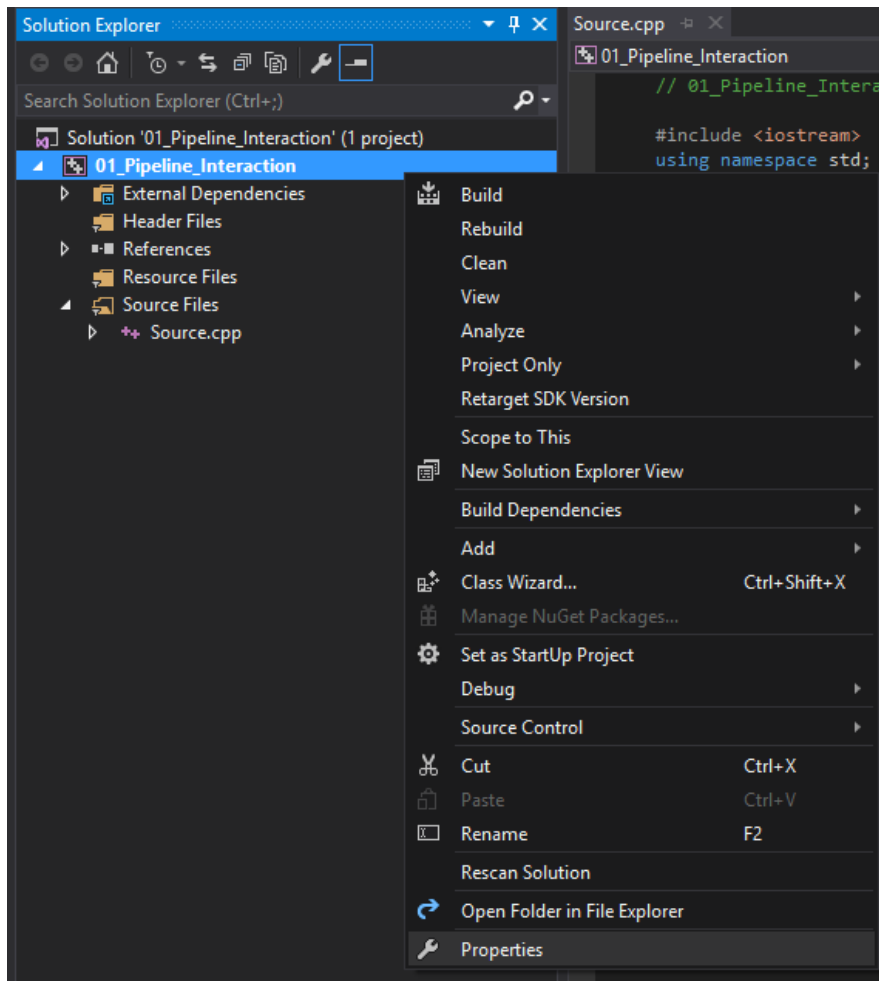 Solution Explorer
Search Solution Explorer (Ctrl+;)
Solution '01_Pipeline_Interaction' (1 project)
01_Pipeline_Interaction
External Dependencies
Header Files
References
Resource Files
Source Files
Source.cpp
Source.cpp
01_Pipeline_Interaction
// 01_Pipeline_Intera
#include <iostream>
using namespace std;
Build
Rebuild
Clean
View
Analyze
Project Only
Retarget SDK Version
Scope to This
New Solution Explorer View
Build Dependencies
Add
Class Wizard... Ctrl+Shift+X
Manage NuGet Packages...
Set as StartUp Project
Debug
Source Control
Cut Ctrl+X
Paste Ctrl+V
Rename F2
Rescan Solution
Open Folder in File Explorer
Properties